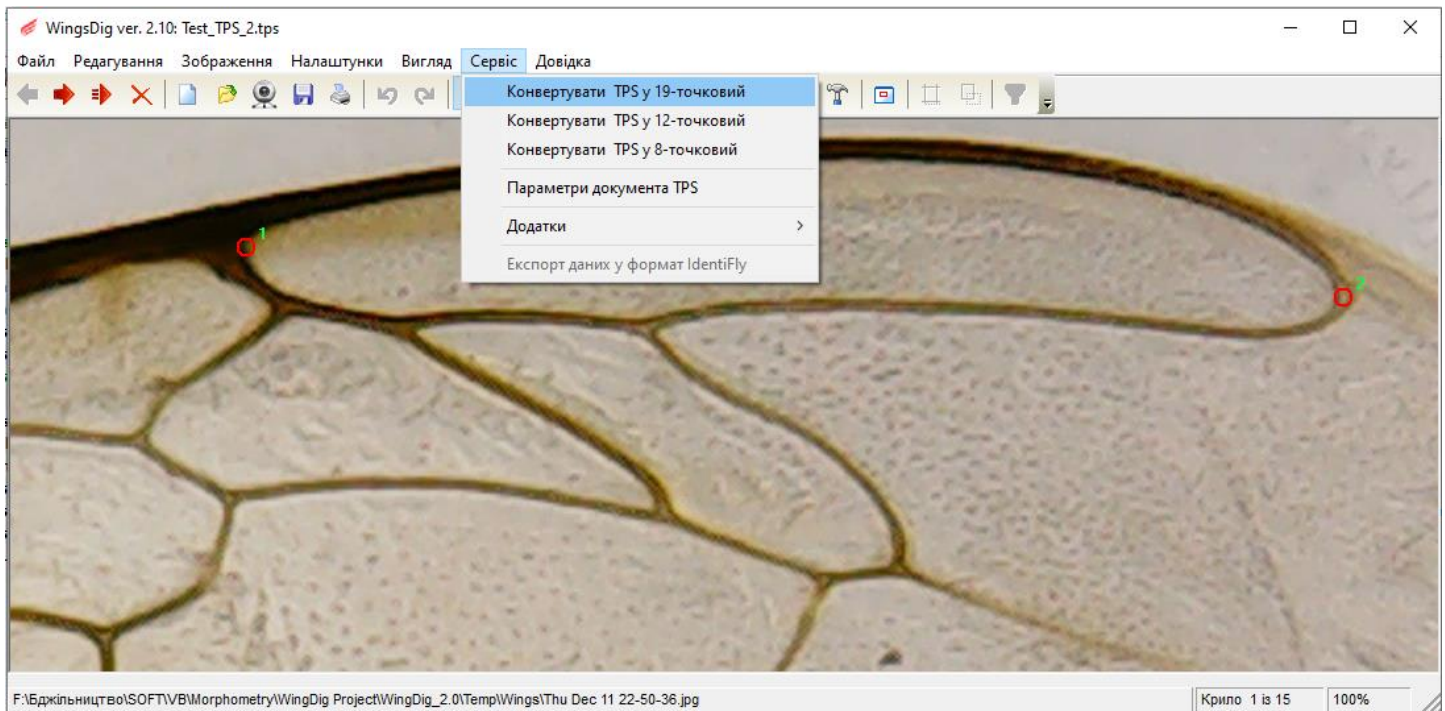 WingsDig ver. 2.10: Test_TPS_2.tps
Файл Редагування Зображення Налаштунки Вигляд Сервіс Довідка
Конвертувати TPS у 19-точковий
Конвертувати TPS у 12-точковий
Конвертувати TPS у 8-точковий
Параметри документа TPS
Додатки
Експорт даних у формат IdentiFly
1
2
F:\Бджільництво\SOFT\VB\Morphometry\WingDig Project\WingDig_2.0\Temp\Wings\Thu Dec 11 22-50-36.jpg Крило 1 із 15 100%